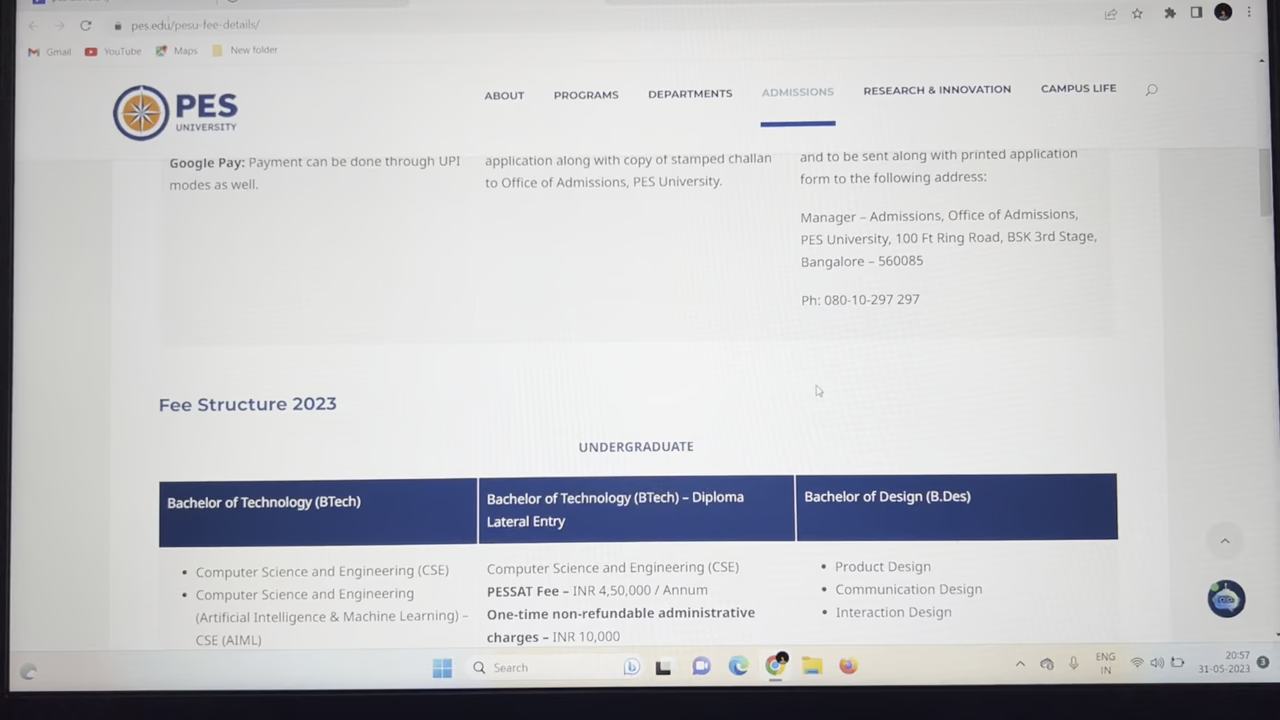 pes.edu/pesu-fee-details/
Gmail
YouTube
Maps
New folder
PES
UNIVERSITY
ABOUT
PROGRAMS
DEPARTMENTS
ADMISSIONS
RESEARCH & INNOVATION
CAMPUS LIFE
Google Pay: Payment can be done through UPI
modes as well.
application along with copy of stamped challan
to Office of Admissions, PES University.
and to be sent along with printed application
form to the following address:
Manager – Admissions, Office of Admissions,
PES University, 100 Ft Ring Road, BSK 3rd Stage,
Bangalore – 560085
Ph: 080-10-297 297
Fee Structure 2023
UNDERGRADUATE
Bachelor of Technology (BTech)
Bachelor of Technology (BTech) – Diploma
Lateral Entry
Bachelor of Design (B.Des)
• Computer Science and Engineering (CSE)
• Computer Science and Engineering
(Artificial Intelligence & Machine Learning) –
CSE (AIML)
Computer Science and Engineering (CSE)
PESSAT Fee – INR 4,50,000 / Annum
One-time non-refundable administrative
charges – INR 10,000
• Product Design
• Communication Design
• Interaction Design
Search
ENG
IN
20:57
31-05-2023
3